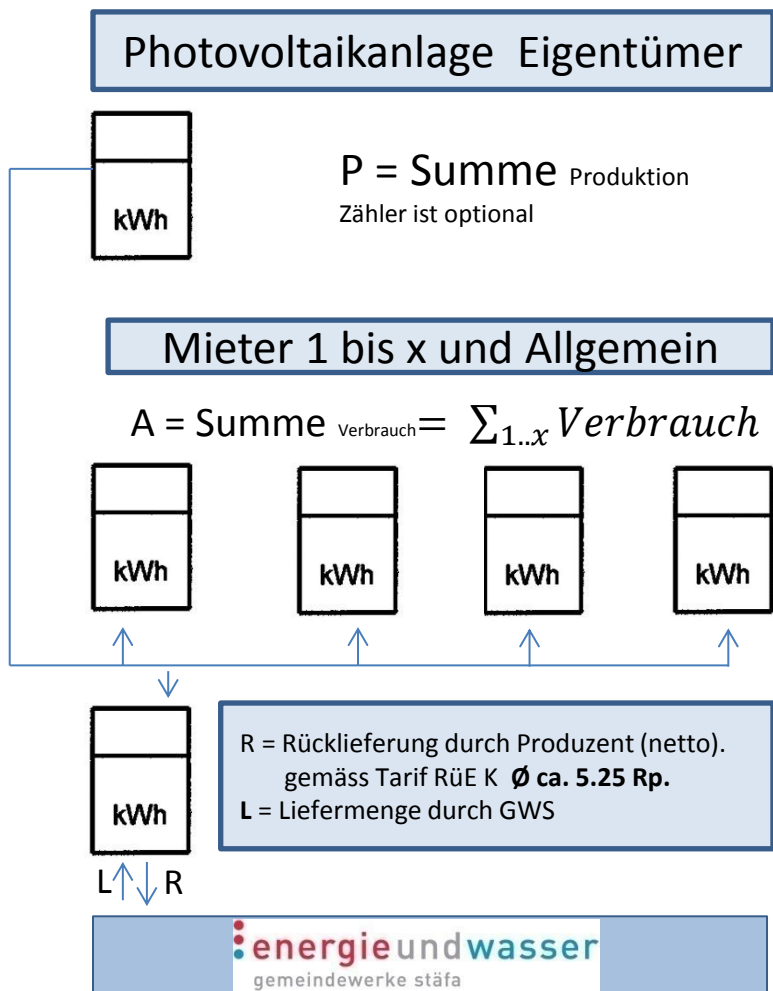 Photovoltaikanlage Eigentümer
P = Summe Produktion
kWh
Zähler ist optional
Mieter 1 bis x und Allgemein
A = Summe Verbrauch = ∑1..x Verbrauch
kWh kWh kWh kWh
R = Rücklieferung durch Produzent (netto).
gemäss Tarif RüE K Ø ca. 5.25 Rp.
L = Liefermenge durch GWS
kWh
L R
energieundwasser
gemeindewerke stäfa